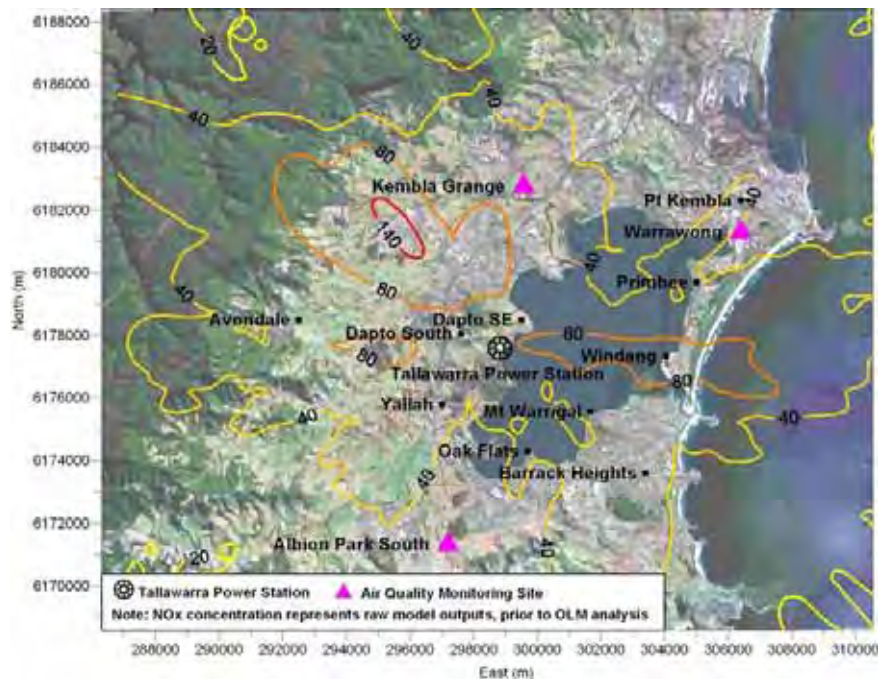 6188000
6186000
6184000
6182000
6180000
6178000
6176000
6174000
6172000
6170000
North (m)
20
40
40
40
40
80
Kembla Grange
Pt Kembla
40
140
Warrawong
40
Primbee
40
80
Avondale
Dapto SE
Dapto South
80
80
Windang
80
Tallawarra Power Station
Yallah
Mt Warrigal
40
40
40
Oak Flats
Barrack Heights
20
Albion Park South
40
Tallawarra Power Station
Air Quality Monitoring Site
Note: NOx concentration represents raw model outputs, prior to OLM analysis
288000 290000 292000 294000 296000 298000 300000 302000 304000 306000 308000 310000
East (m)